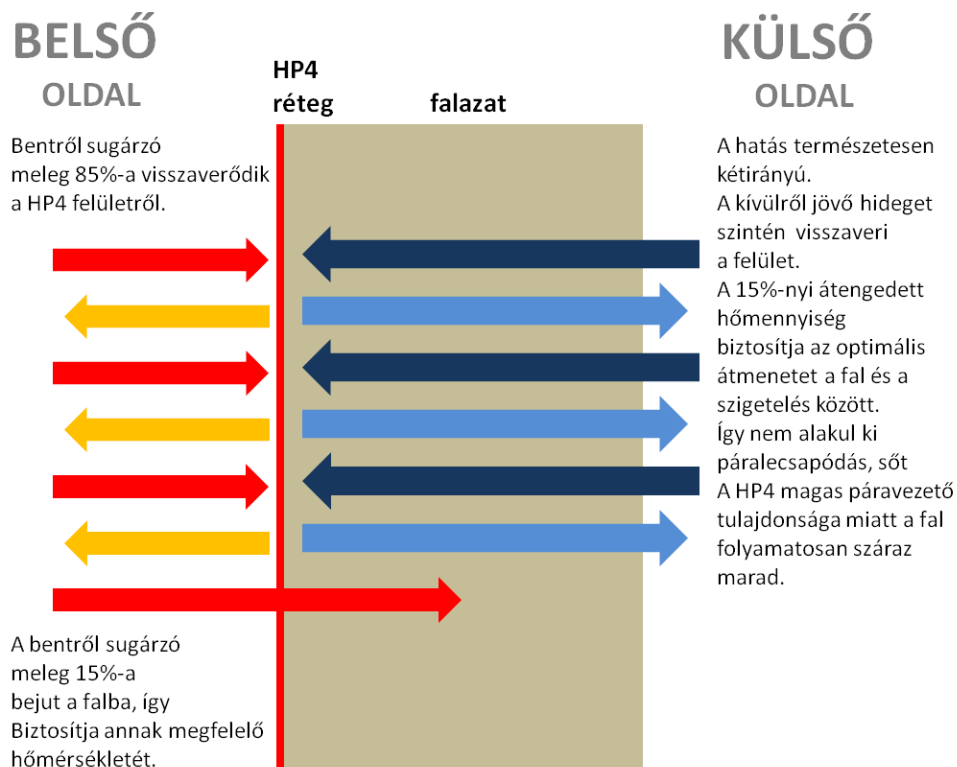 BELSŐ
OLDAL
Bentről sugárzó
meleg 85%-a visszaverődik
a HP4 felületről.
A bentről sugárzó
meleg 15%-a
bejut a falba, így
Biztosítja annak megfelelő
hőmérsékletét.
HP4
réteg
falazat
KÜLSŐ
OLDAL
A hatás természetesen
kétirányú.
A kívülről jövő hideget
szintén visszaveri
a felület.
A 15%-nyi átengedett
hőmennyiség
biztosítja az optimális
átmenetet a fal és a
szigetelés között.
Így nem alakul ki
páralecsapódás, sőt
A HP4 magas páravezető
tulajdonsága miatt a fal
folyamatosan száraz
marad.